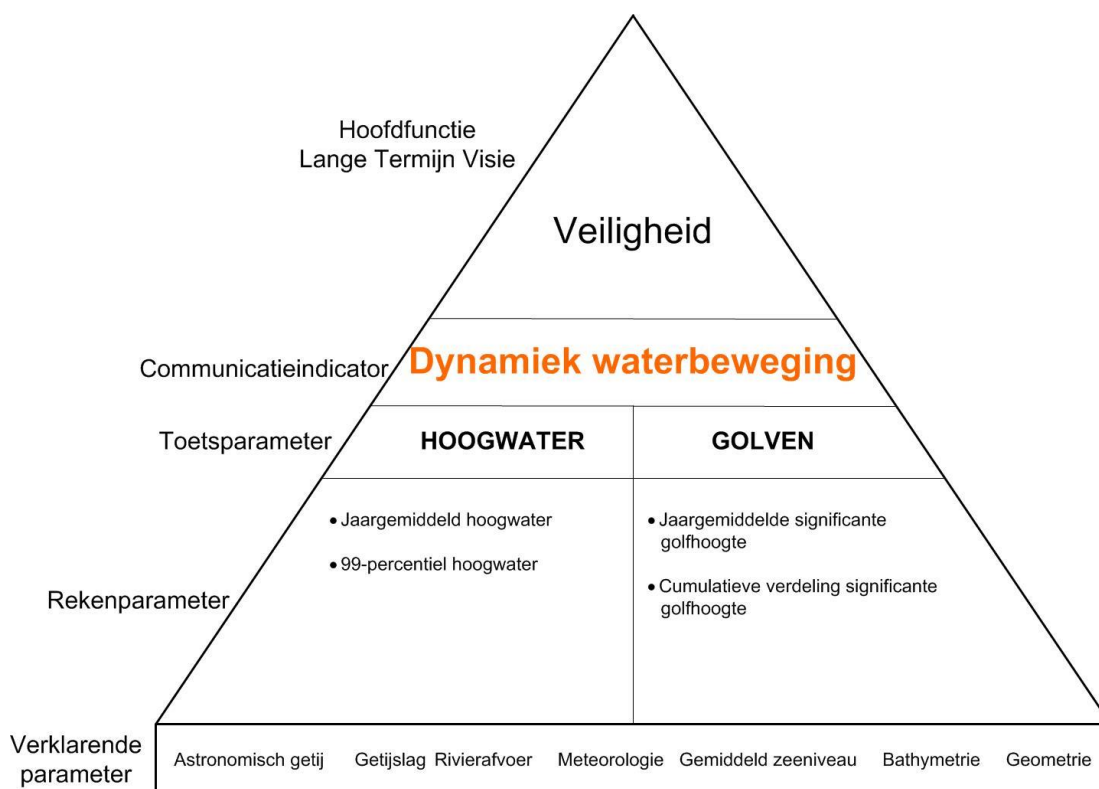 Hoofdfunctie
Lange Termijn Visie
Veiligheid
Communicatieindicator
Dynamiek waterbeweging
Toetsparameter
HOOGWATER
GOLVEN
Rekenparameter
• Jaargemiddeld hoogwater
• 99-percentiel hoogwater
• Jaargemiddelde significante
golfhoogte
• Cumulatieve verdeling significante
golfhoogte
Verklarende
parameter
Astronomisch getij Getijslag Rivierafvoer Meteorologie Gemiddeld zeeniveau Bathymetrie Geometrie